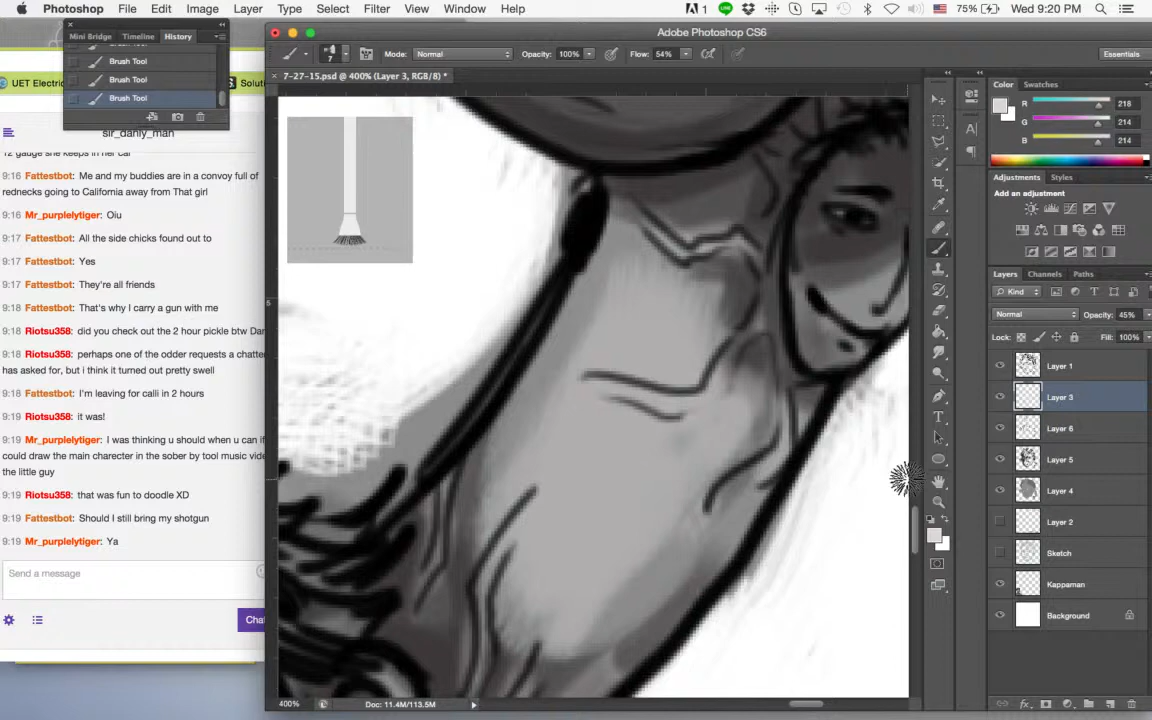 Photoshop File Edit Image Layer Type Select Filter View Window Help 1 75% Wed 9:20 PM
Mini Bridge Timeline History
Brush Tool
Brush Tool
Brush Tool
UET Electric
Solution
sir_danly_man
12 gauge she keeps in her car
9:16 Fattestbot: Me and my buddies are in a convoy full of
rednecks going to California away from That girl
9:16 Mr_purplelytiger: Oiu
9:17 Fattestbot: All the side chicks found out to
9:17 Fattestbot: Yes
9:17 Fattestbot: They're all friends
9:18 Fattestbot: That's why I carry a gun with me
9:18 Riotsu358: did you check out the 2 hour pickle btw Dan
9:18 Riotsu358: perhaps one of the odder requests a chatte
has asked for, but i think it turned out pretty swell
9:18 Fattestbot: I'm leaving for calli in 2 hours
9:19 Riotsu358: it was!
9:19 Mr_purplelytiger: I was thinking u should when u can if
could draw the main charecter in the sober by tool music vide
the little guy
9:19 Riotsu358: that was fun to doodle XD
9:19 Fattestbot: Should I still bring my shotgun
9:19 Mr_purplelytiger: Ya
Send a message
Chat
Adobe Photoshop CS6
7 Mode: Normal Opacity: 100% Flow: 54% Essentials
7-27-15.psd @ 400% (Layer 3, RGB/8) *
5
400% Doc: 11.4M/113.5M
Color Swatches
R 218
G 214
B 214
Adjustments Styles
Add an adjustment
Layers Channels Paths
Kind
Normal Opacity: 45%
Lock: Fill: 100%
Layer 1
Layer 3
Layer 6
Layer 5
Layer 4
Layer 2
Sketch
Kappaman
Background